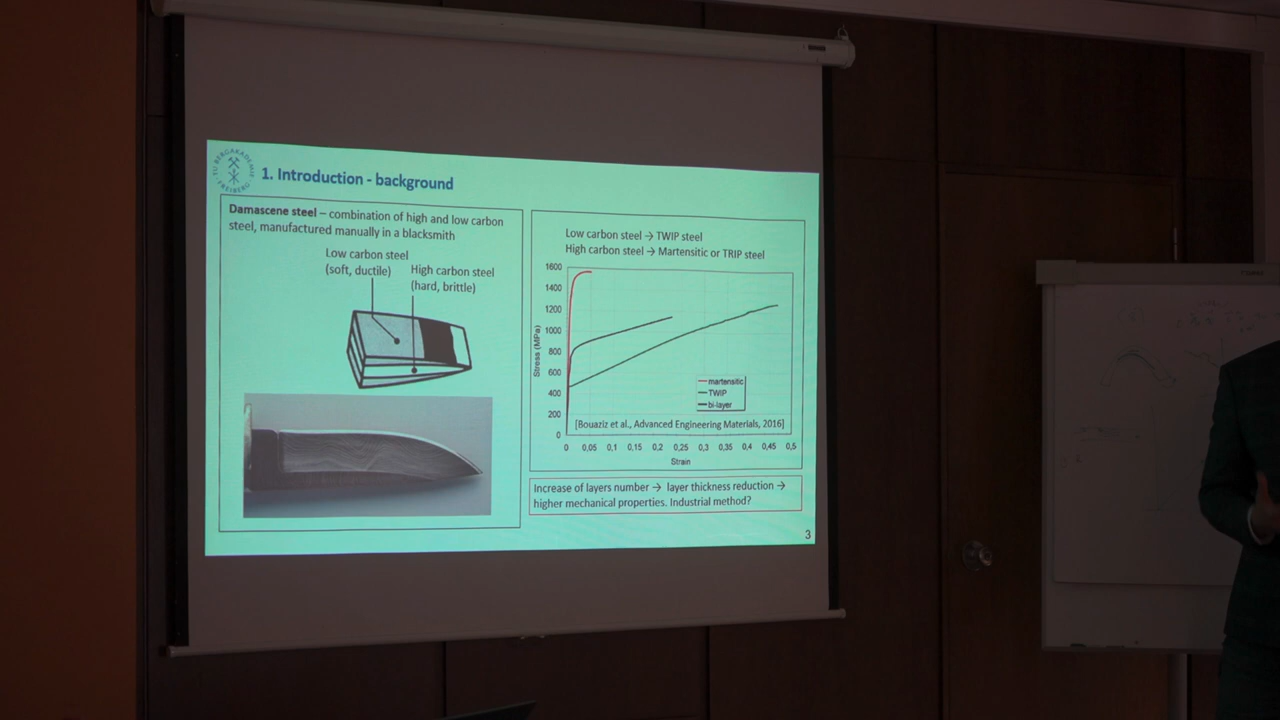 TU BERGAKADEMIE
FREIBERG
1. Introduction - background
Damascene steel – combination of high and low carbon
steel, manufactured manually in a blacksmith
Low carbon steel
(soft, ductile)
High carbon steel
(hard, brittle)
Low carbon steel → TWIP steel
High carbon steel → Martensitic or TRIP steel
1600
1400
1200
1000
800
600
400
200
0
Stress (MPa)
martensitic
TWIP
bi-layer
[Bouaziz et al., Advanced Engineering Materials, 2016]
0 0,05 0,1 0,15 0,2 0,25 0,3 0,35 0,4 0,45 0,5
Strain
Increase of layers number → layer thickness reduction →
higher mechanical properties. Industrial method?
3